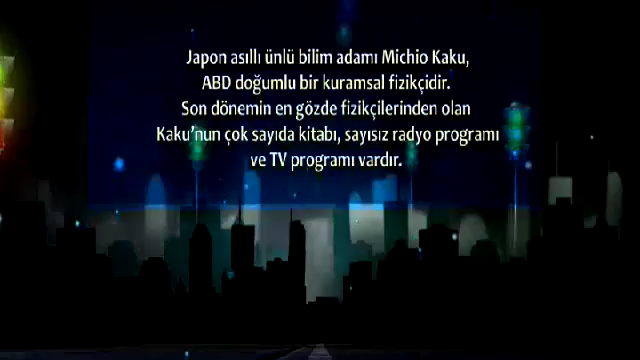 Japon asıllı ünlü bilim adamı Michio Kaku,
ABD doğumlu bir kuramsal fizikçidir.
Son dönemin en gözde fizikçilerinden olan
Kaku'nun çok sayıda kitabı, sayısız radyo programı
ve TV programı vardır.